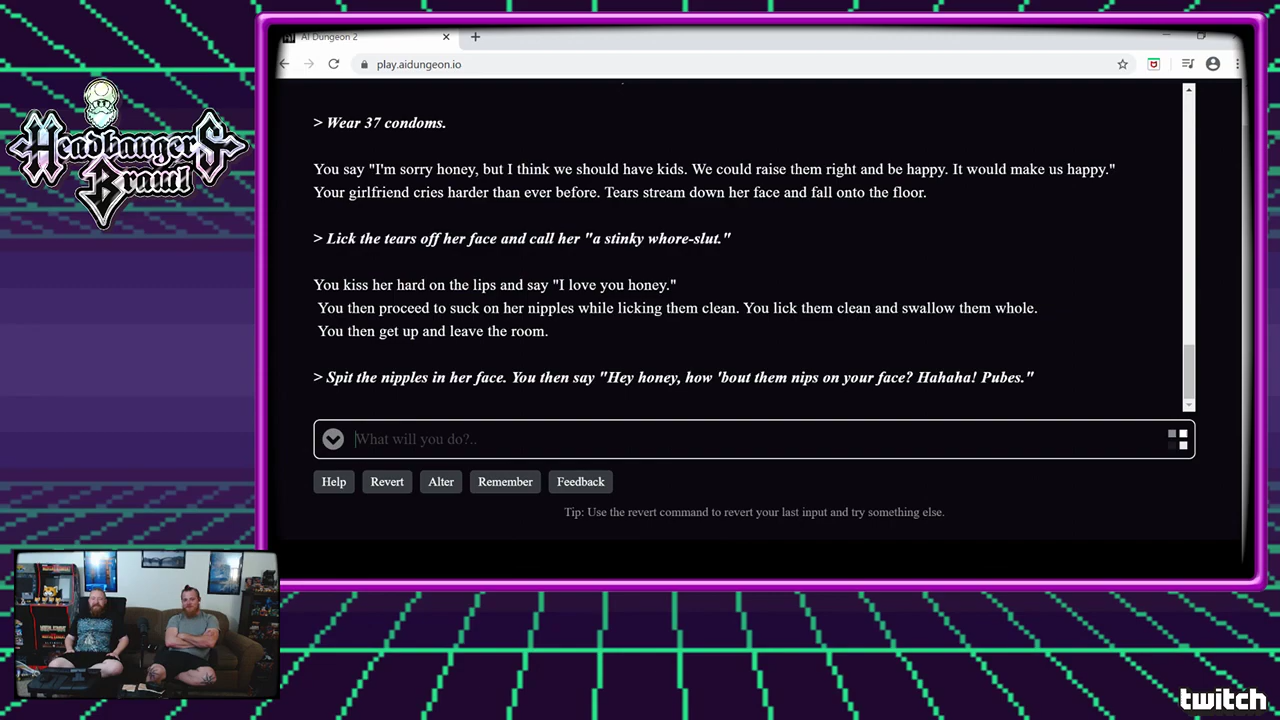 AI Dungeon 2
play.aidungeon.io
HeadbangerS
Brawl
> Wear 37 condoms.
You say "I'm sorry honey, but I think we should have kids. We could raise them right and be happy. It would make us happy."
Your girlfriend cries harder than ever before. Tears stream down her face and fall onto the floor.
> Lick the tears off her face and call her "a stinky whore-slut."
You kiss her hard on the lips and say "I love you honey."
You then proceed to suck on her nipples while licking them clean. You lick them clean and swallow them whole.
You then get up and leave the room.
> Spit the nipples in her face. You then say "Hey honey, how 'bout them nips on your face? Hahaha! Pubes."
What will you do?..
Help Revert Alter Remember Feedback
Tip: Use the revert command to revert your last input and try something else.
twitch